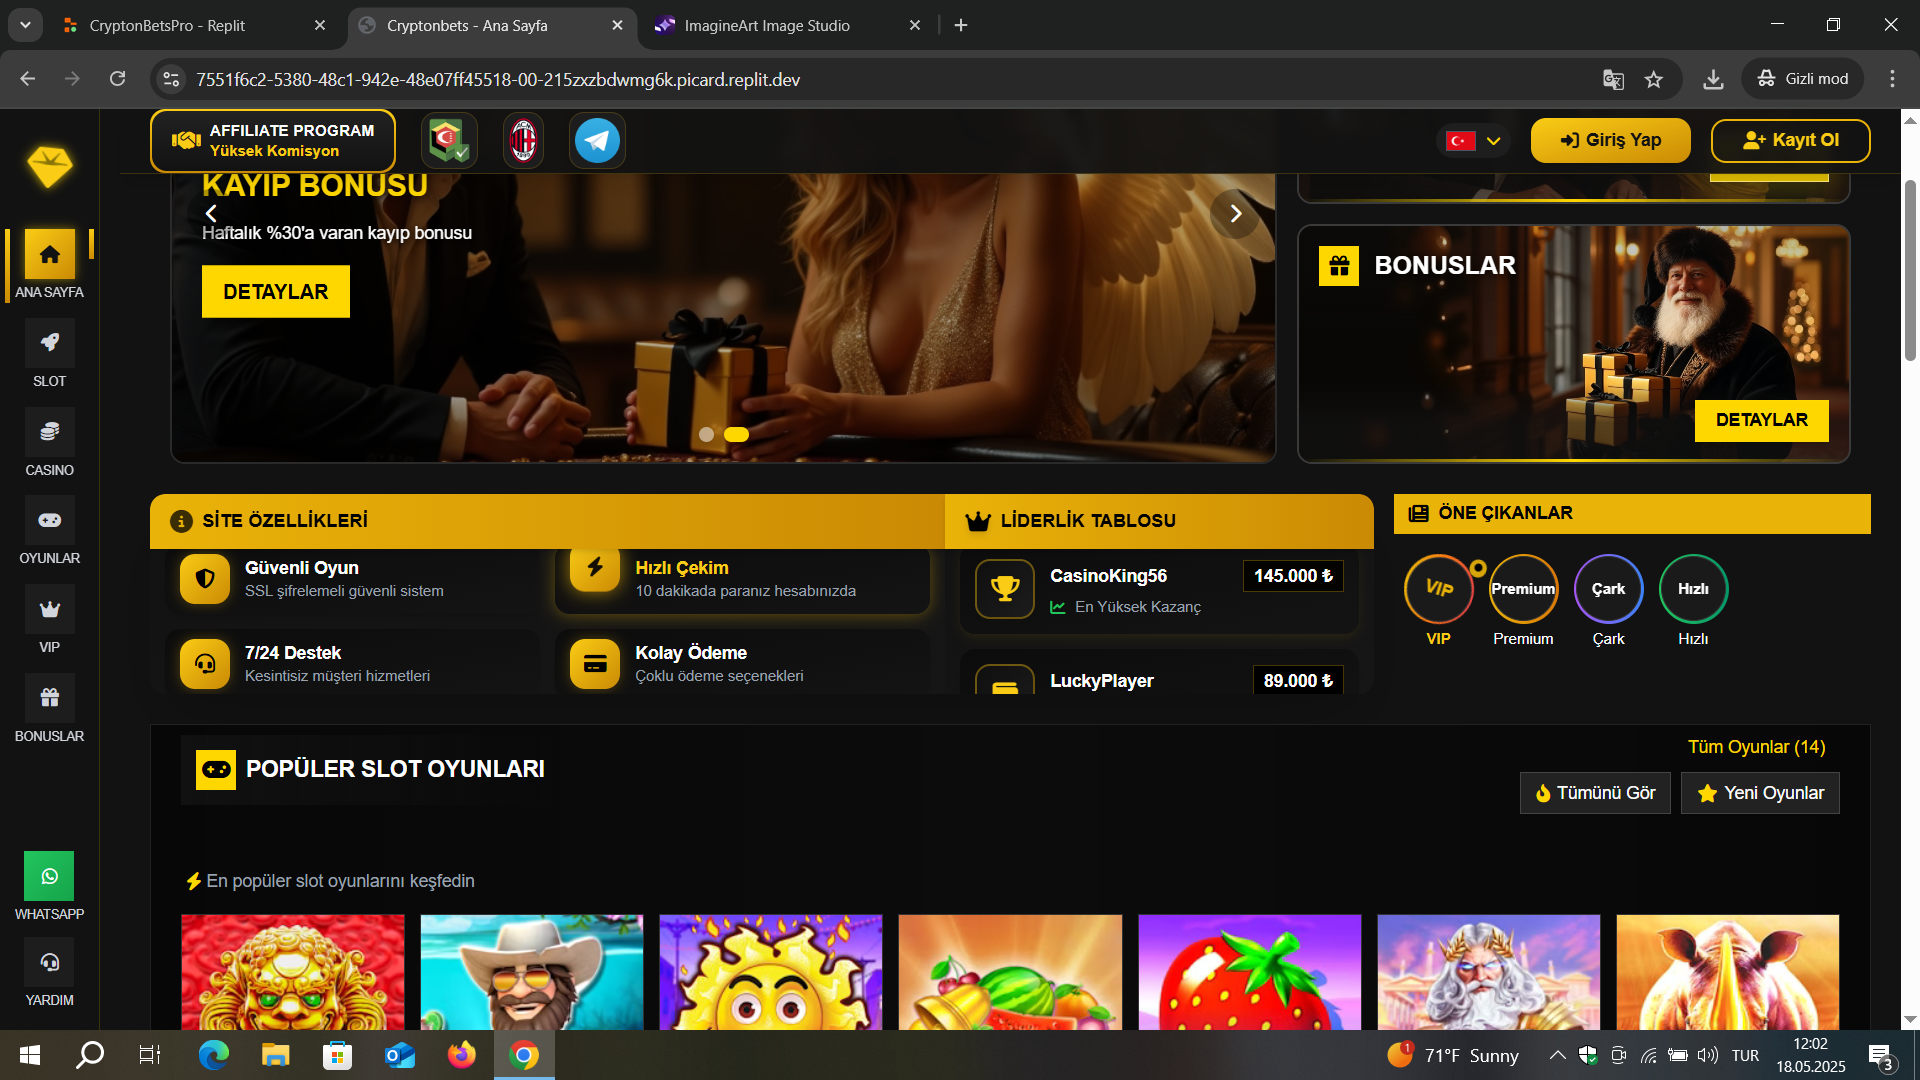 CryptonBetsPro - Replit
Cryptonbets - Ana Sayfa
ImagineArt Image Studio
7551f6c2-5380-48c1-942e-48e07ff45518-00-215zxzbdwmg6k.picard.replit.dev
Gizli mod
AFFILIATE PROGRAM
Yüksek Komisyon
Giriş Yap
Kayıt Ol
KAYIP BONUSU
Haftalık %30'a varan kayıp bonusu
DETAYLAR
BONUSLAR
DETAYLAR
ANA SAYFA
SLOT
CASINO
OYUNLAR
VIP
BONUSLAR
WHATSAPP
YARDIM
SİTE ÖZELLİKLERİ
Güvenli Oyun
SSL şifrelemeli güvenli sistem
Hızlı Çekim
10 dakikada paranız hesabınızda
7/24 Destek
Kesintisiz müşteri hizmetleri
Kolay Ödeme
Çoklu ödeme seçenekleri
LİDERLİK TABLOSU
CasinoKing56
145.000 ₺
En Yüksek Kazanç
LuckyPlayer
89.000 ₺
ÖNE ÇIKANLAR
VIP
Premium
Çark
Hızlı
VIP
Premium
Çark
Hızlı
POPÜLER SLOT OYUNLARI
Tüm Oyunlar (14)
Tümünü Gör
Yeni Oyunlar
En popüler slot oyunlarını keşfedin
1
71°F Sunny
TUR
12:02
18.05.2025
3